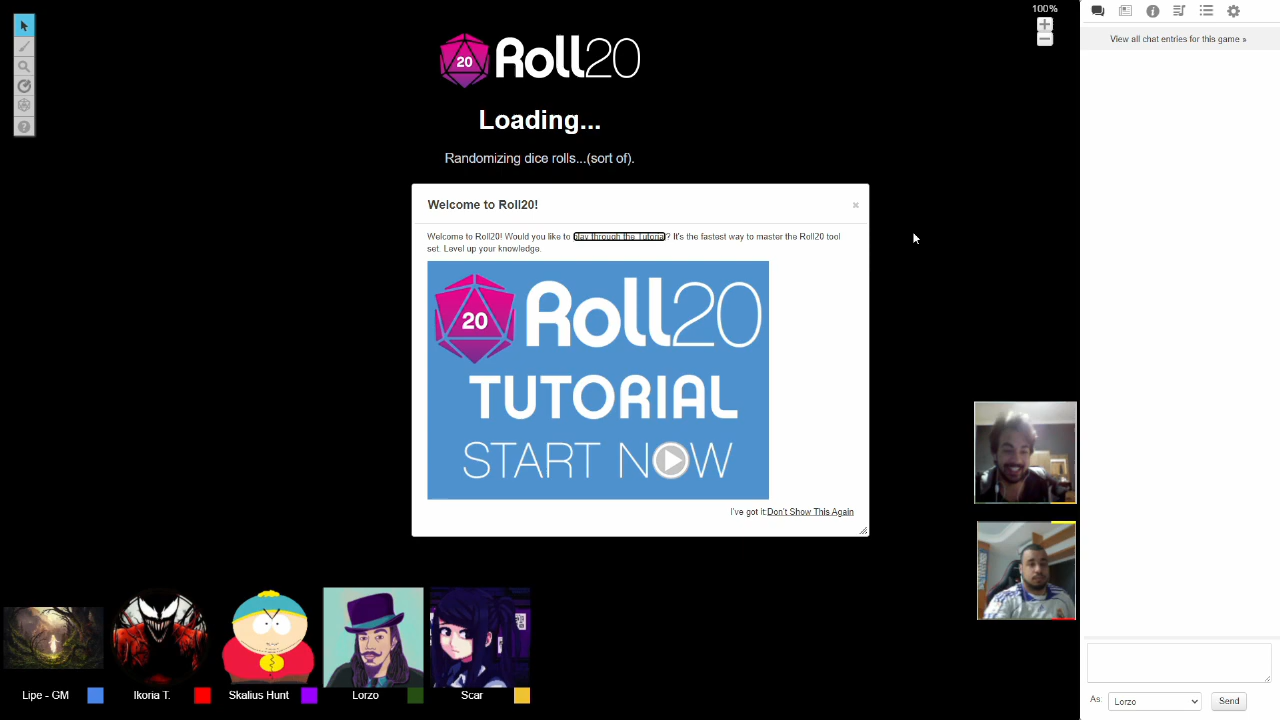 100%
20 Roll20
Loading...
Randomizing dice rolls...(sort of).
View all chat entries for this game »
Welcome to Roll20!
Welcome to Roll20! Would you like to play through the Tutorial? It's the fastest way to master the Roll20 tool
set. Level up your knowledge.
20 Roll20
TUTORIAL
START NOW
I've got it. Don't Show This Again
Lipe - GM
Ikoria T.
Skalius Hunt
Lorzo
Scar
As:
Lorzo
Send